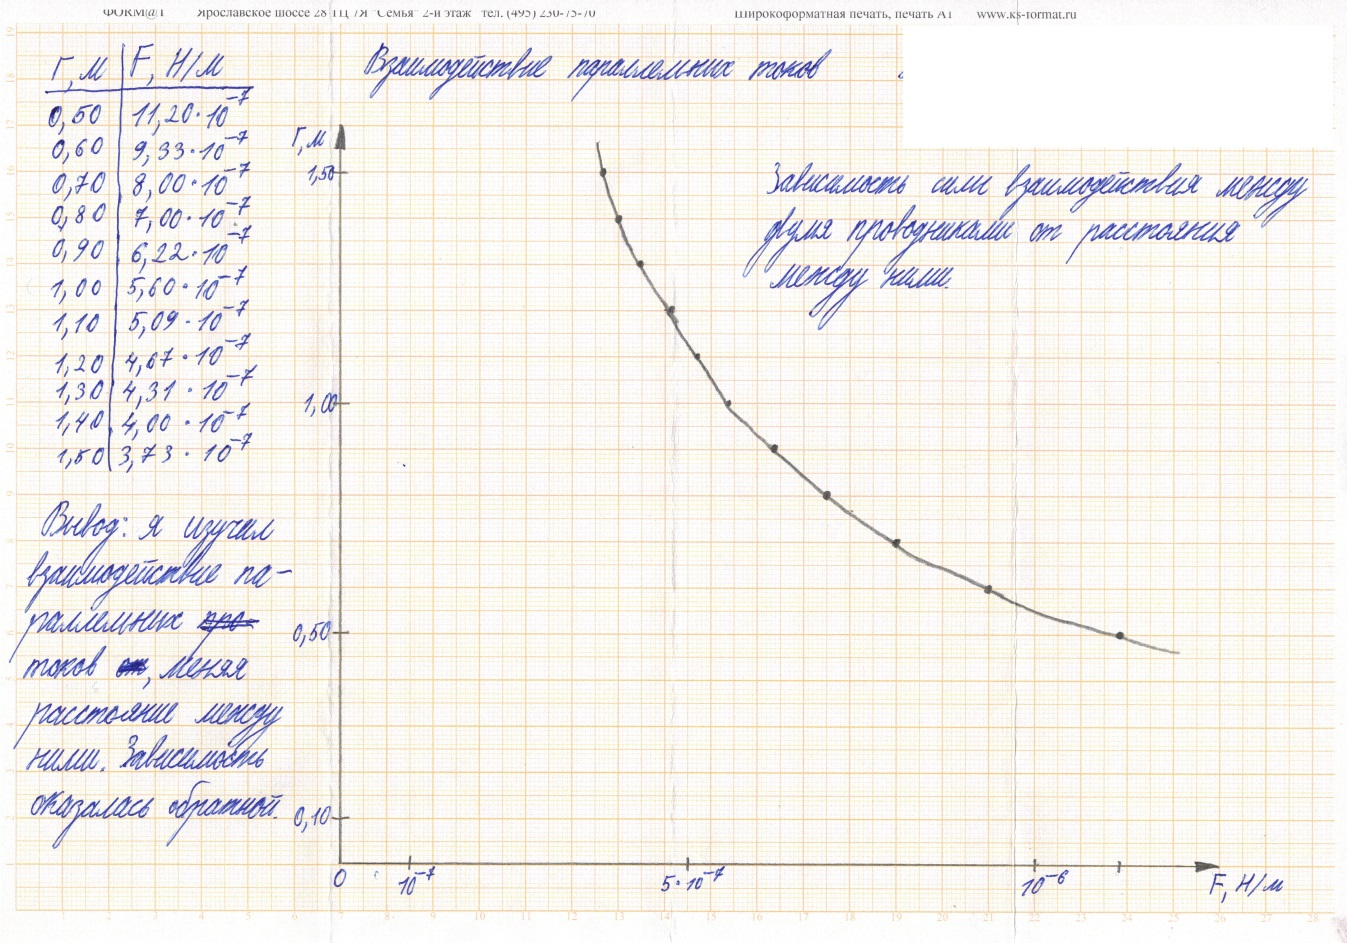 ФОРМ@Т Ярославское шоссе 28 ТЦ "7Я "Семья" 2-й этаж тел. (495) 230-75-70 Широкоформатная печать, печать А1 www.ks-format.ru
Взаимодействие параллельных токов
r, м F, Н/м
0,50 11,20·10⁻⁷
0,60 9,33·10⁻⁷
0,70 8,00·10⁻⁷
0,80 7,00·10⁻⁷
0,90 6,22·10⁻⁷
1,00 5,60·10⁻⁷
1,10 5,09·10⁻⁷
1,20 4,67·10⁻⁷
1,30 4,31·10⁻⁷
1,40 4,00·10⁻⁷
1,50 3,73·10⁻⁷
Вывод: я изучил
взаимодействие па-
раллельных
токов, меняя
расстояние между
ними. Зависимость
оказалась обратной.
Зависимость силы взаимодействия между
двумя проводниками от расстояния
между ними.
r, м
1,50
1,00
0,50
0,10
0 10⁻⁷ 5·10⁻⁷ 10⁻⁶ F, Н/м